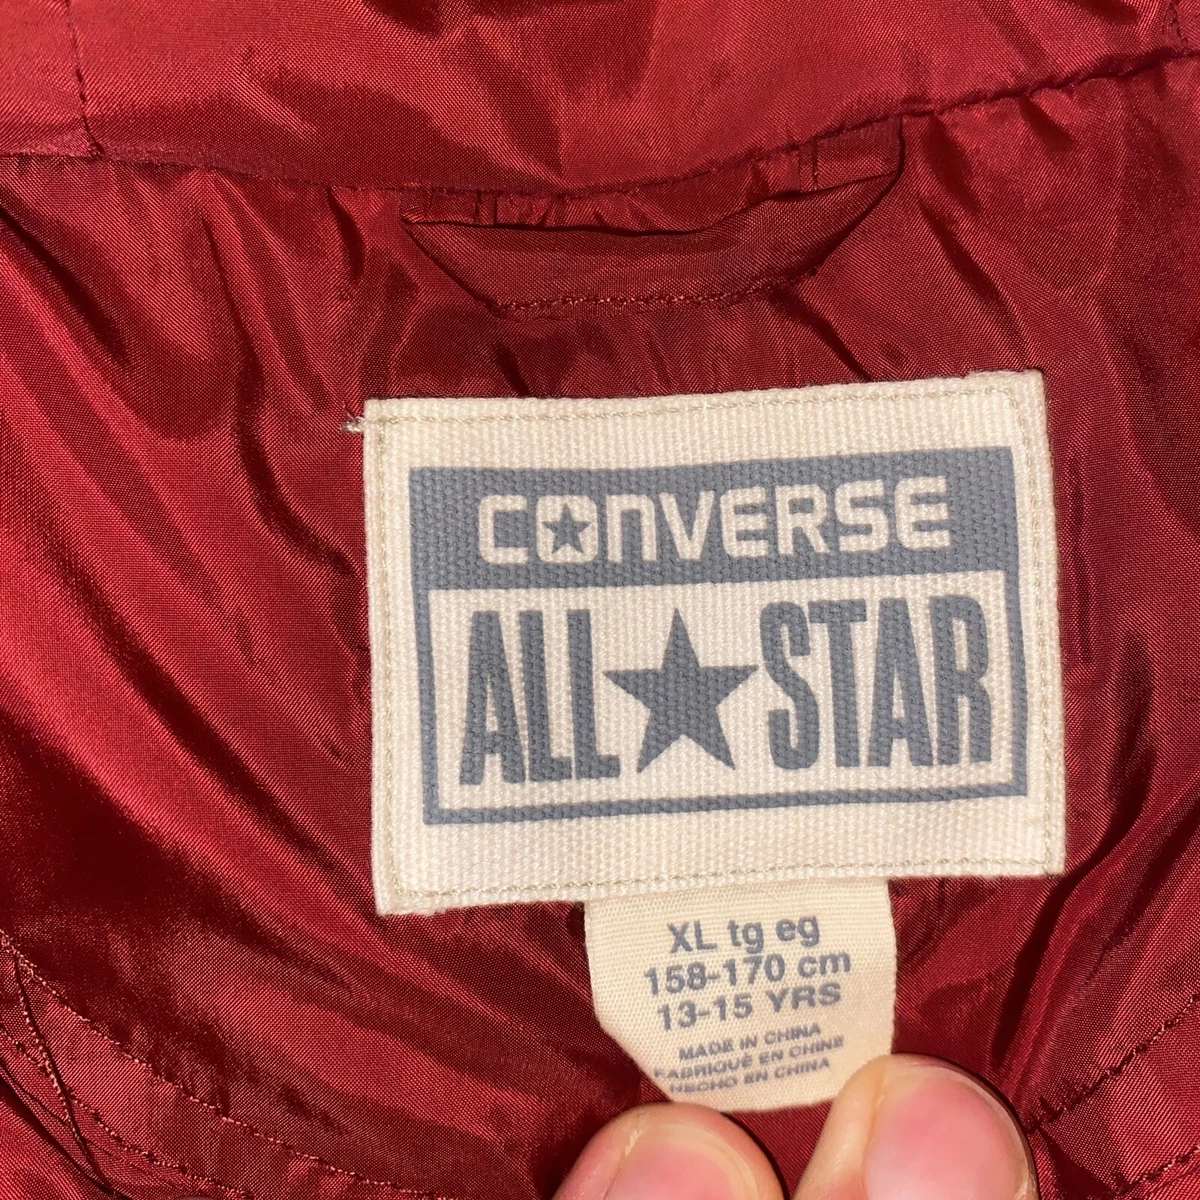 CONVERSE
ALL STAR
XL tg eg
158-170 cm
13-15 YRS
MADE IN CHINA
FABRIQUÉ EN CHINE
HECHO EN CHINA